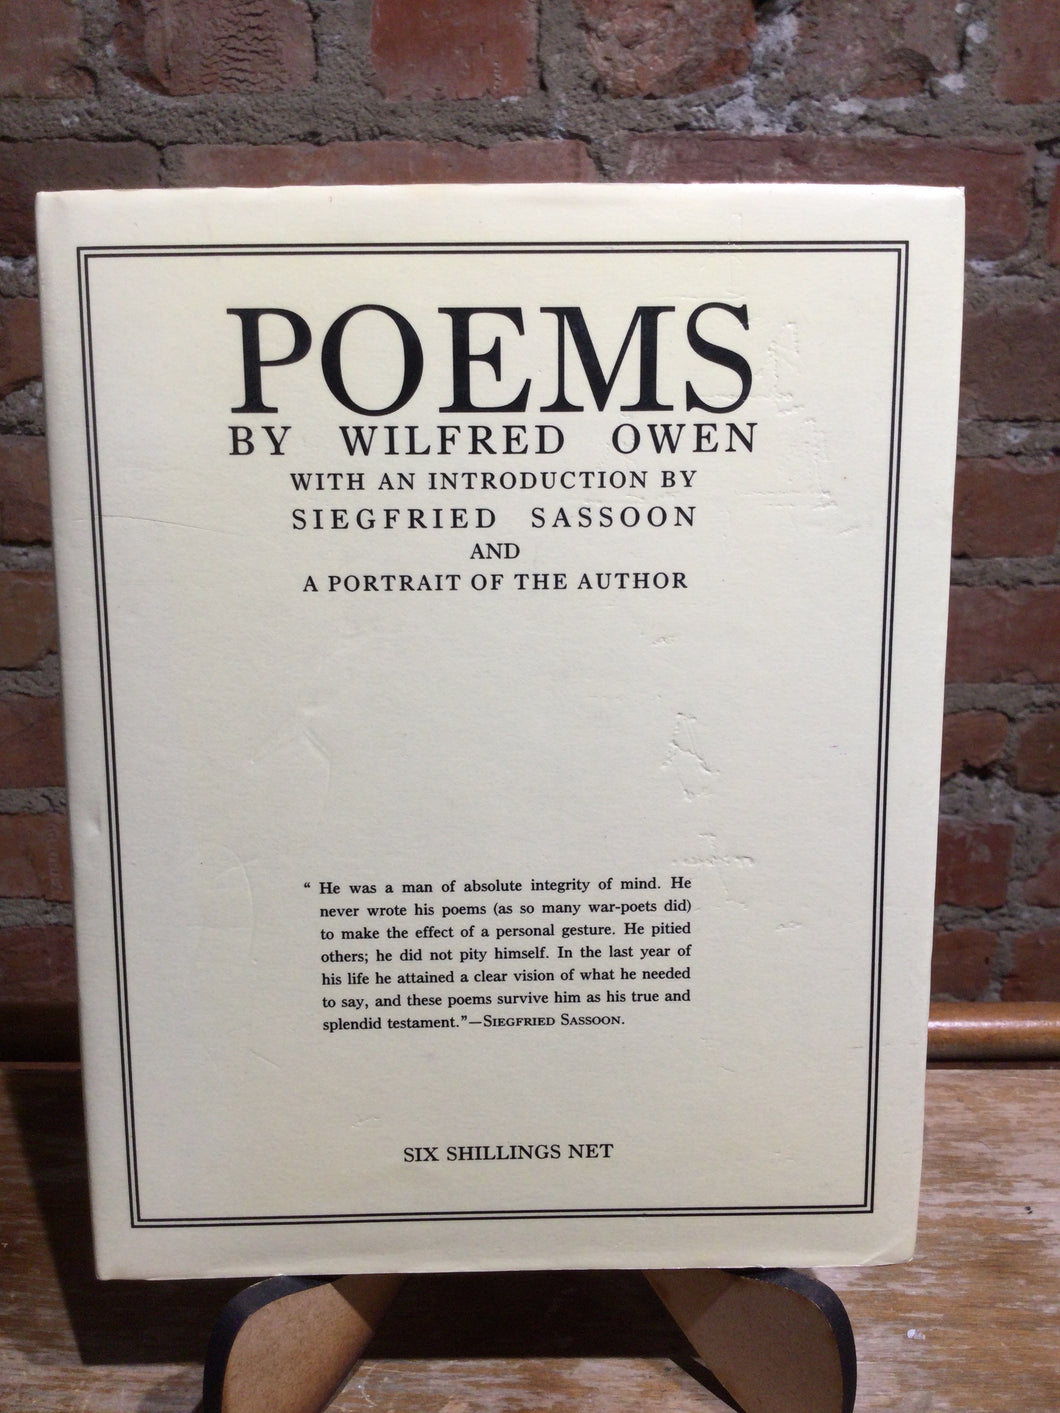 POEMS
BY WILFRED OWEN
WITH AN INTRODUCTION BY
SIEGFRIED SASSOON
AND
A PORTRAIT OF THE AUTHOR
“ He was a man of absolute integrity of mind. He
never wrote his poems (as so many war-poets did)
to make the effect of a personal gesture. He pitied
others; he did not pity himself. In the last year of
his life he attained a clear vision of what he needed
to say, and these poems survive him as his true and
splendid testament.”—SIEGFRIED SASSOON.
SIX SHILLINGS NET